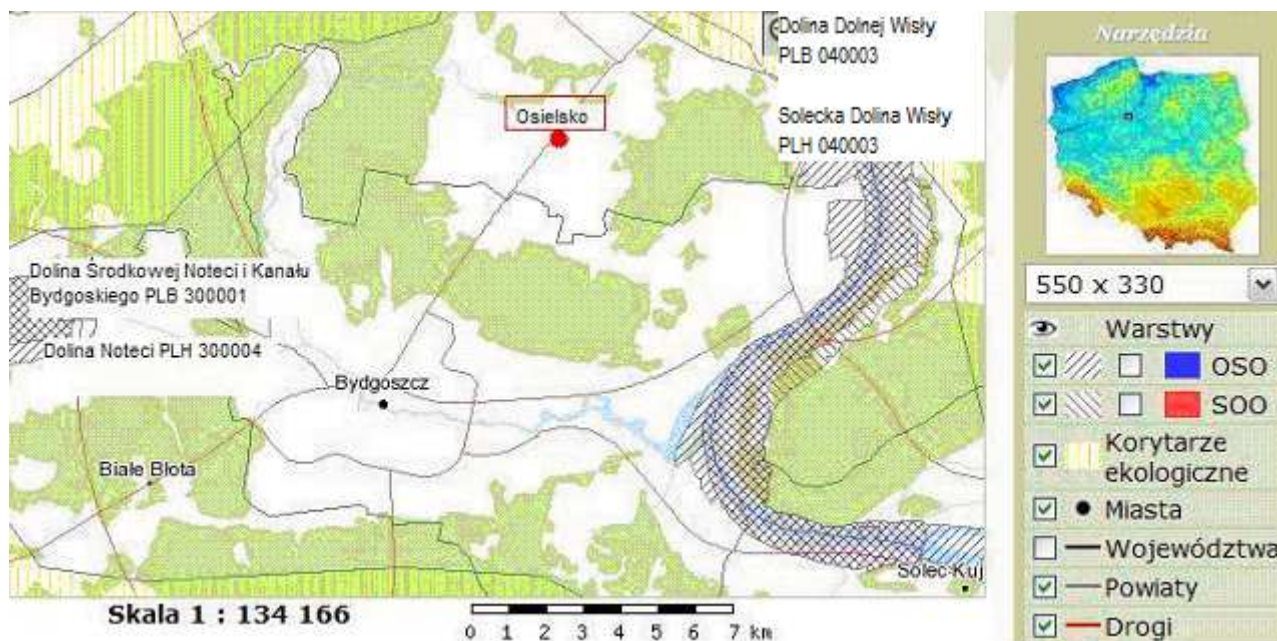 Dolina Dolnej Wisły
PLB 040003
Solecka Dolina Wisły
PLH 040003
Osielsko
Dolina Środkowej Noteci i Kanału
Bydgoskiego PLB 300001
Dolina Noteci PLH 300004
Bydgoszcz
Białe Błota
Solec Kuj
Skala 1 : 134 166
0 1 2 3 4 5 6 7 km
Narzędzia
550 x 330
Warstwy
OSO
SOO
Korytarze
ekologiczne
Miasta
Województwa
Powiaty
Drogi